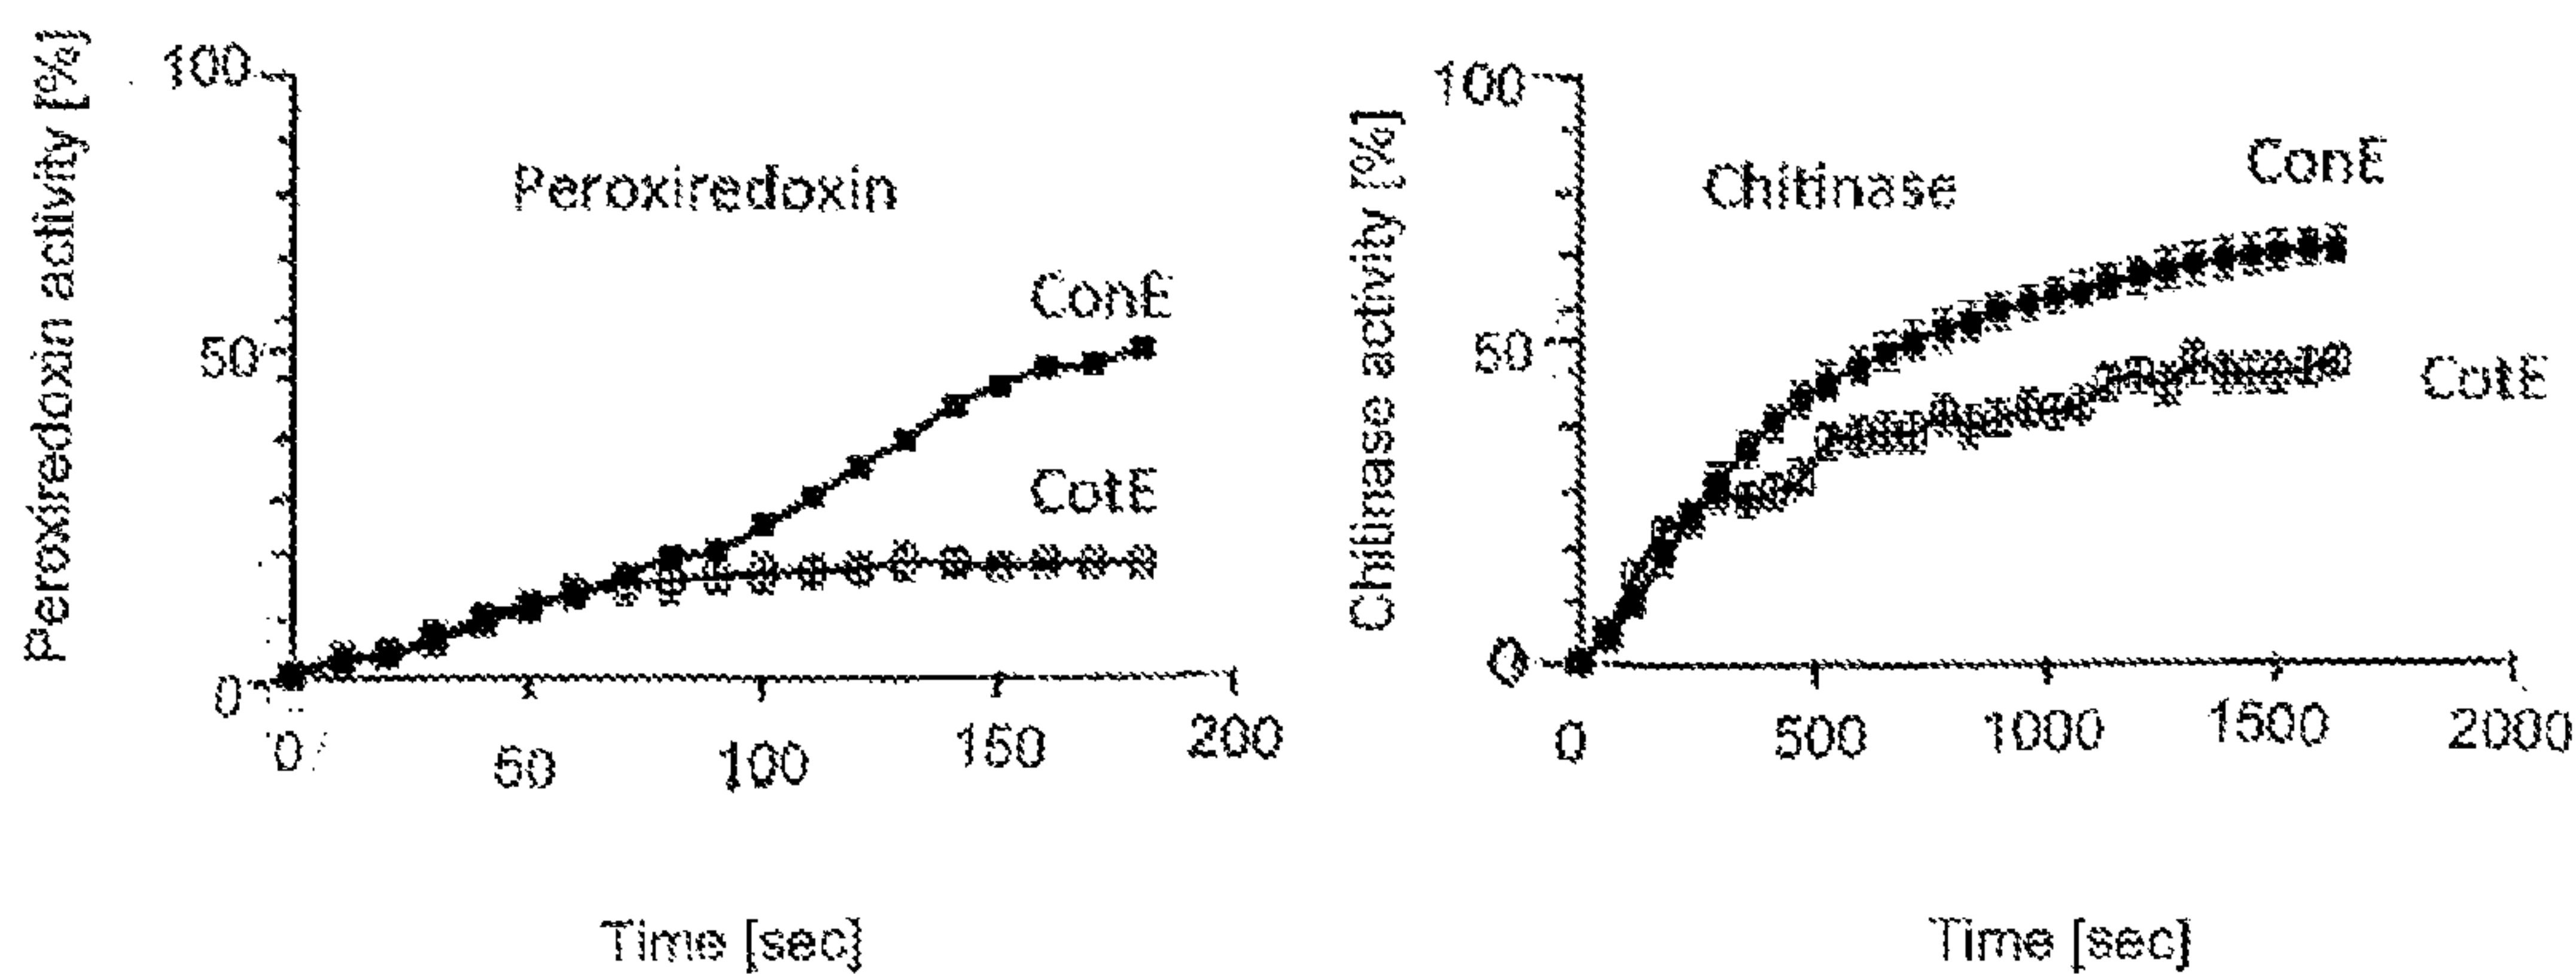 Peroxiredoxin activity [%]
100
50
0
Peroxiredoxin
ConE
CotE
0
50
100
150
200
Time [sec]
Chitinase activity [%]
100
50
0
Chitinase
ConE
CotE
0
500
1000
1500
2000
Time [sec]